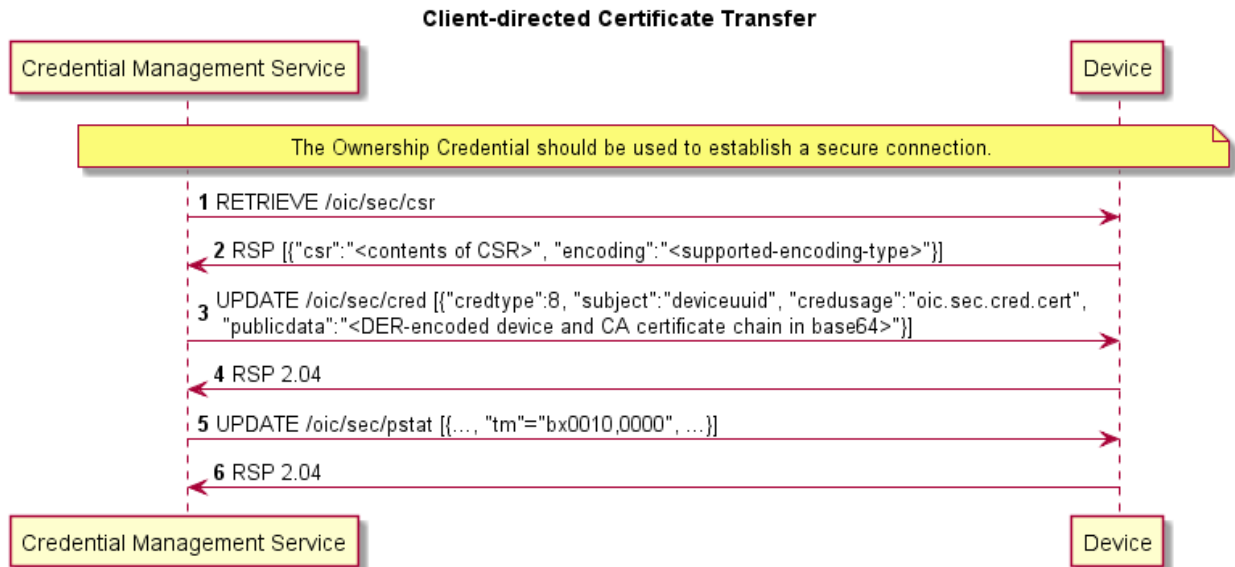 Client-directed Certificate Transfer
Credential Management Service
Device
The Ownership Credential should be used to establish a secure connection.
1 RETRIEVE /oic/sec/csr
2 RSP [{"csr":"<contents of CSR>", "encoding":"<supported-encoding-type>"}]
3 UPDATE /oic/sec/cred [{"credtype":8, "subject":"deviceuuid", "credusage":"oic.sec.cred.cert",
"publicdata":"<DER-encoded device and CA certificate chain in base64>"}]
4 RSP 2.04
5 UPDATE /oic/sec/pstat [{..., "tm"="bx0010,0000", ...}]
6 RSP 2.04
Credential Management Service
Device